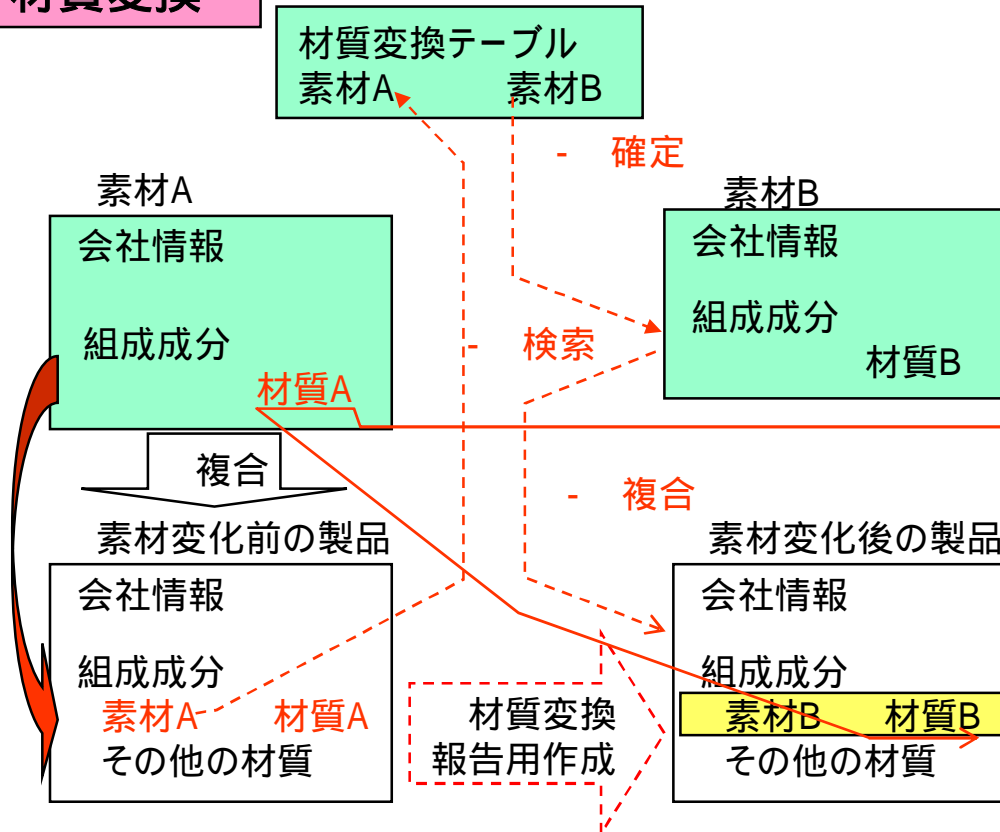 材質変換
材質変換テーブル
素材A 素材B
- 確定
素材A
会社情報
組成成分
材質A
素材B
会社情報
組成成分
材質B
- 検索
複合
- 複合
素材変化前の製品
会社情報
組成成分
素材A 材質A
その他の材質
材質変換
報告用作成
素材変化後の製品
会社情報
組成成分
素材B 材質B
その他の材質